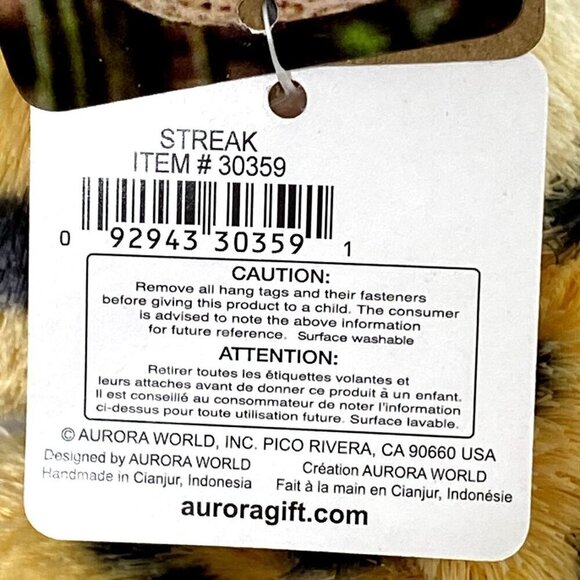 STREAK
ITEM # 30359
0 92943 30359 1
CAUTION:
Remove all hang tags and their fasteners
before giving this product to a child. The consumer
is advised to note the above information
for future reference. Surface washable
ATTENTION:
Retirer toutes les étiquettes volantes et
leurs attaches avant de donner ce produit à un enfant.
Il est conseillé au consommateur de noter l'information
ci-dessus pour toute utilisation future. Surface lavable.
© AURORA WORLD, INC. PICO RIVERA, CA 90660 USA
Designed by AURORA WORLD Création AURORA WORLD
Handmade in Cianjur, Indonesia Fait à la main en Cianjur, Indonésie
auroragift.com